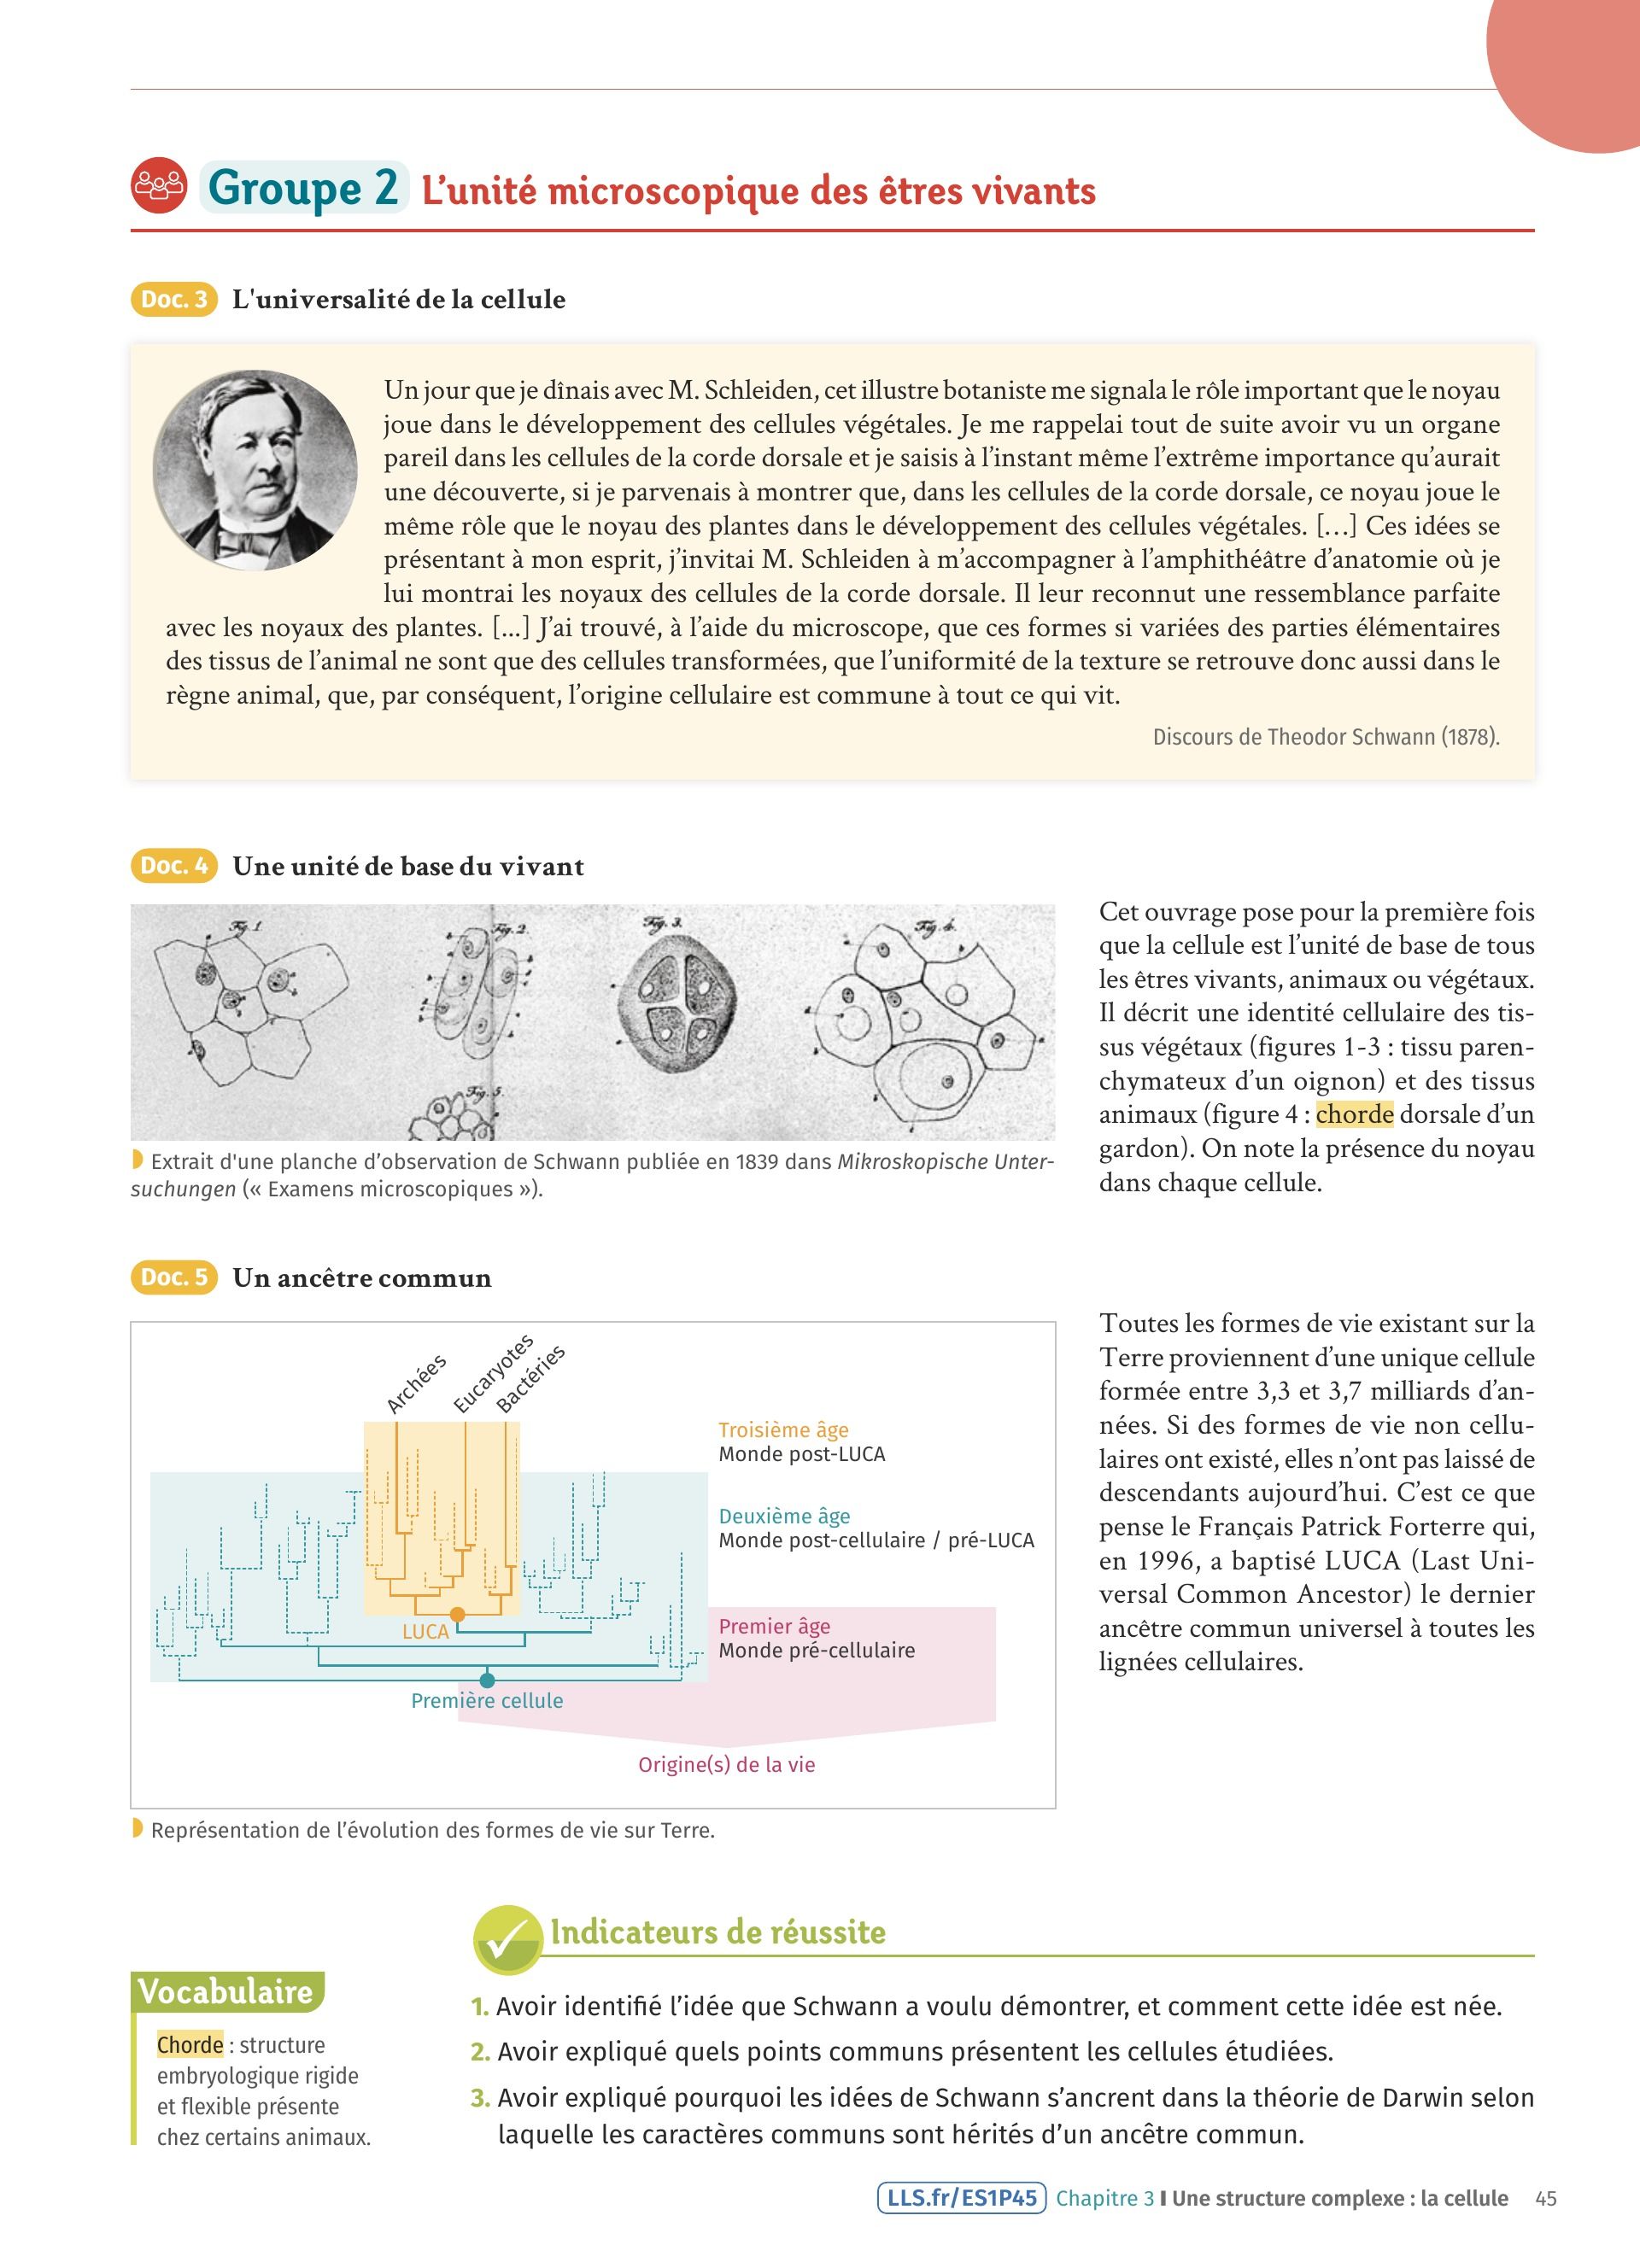 Groupe 2 L’unité microscopique des êtres vivants
Doc. 3 L'universalité de la cellule
Un jour que je dînais avec M. Schleiden, cet illustre botaniste me signala le rôle important que le noyau
joue dans le développement des cellules végétales. Je me rappelai tout de suite avoir vu un organe
pareil dans les cellules de la corde dorsale et je saisis à l’instant même l’extrême importance qu’aurait
une découverte, si je parvenais à montrer que, dans les cellules de la corde dorsale, ce noyau joue le
même rôle que le noyau des plantes dans le développement des cellules végétales. [...] Ces idées se
présentant à mon esprit, j’invitai M. Schleiden à m’accompagner à l’amphithéâtre d’anatomie où je
lui montrai les noyaux des cellules de la corde dorsale. Il leur reconnut une ressemblance parfaite
avec les noyaux des plantes. [...] J’ai trouvé, à l’aide du microscope, que ces formes si variées des parties élémentaires
des tissus de l’animal ne sont que des cellules transformées, que l’uniformité de la texture se retrouve donc aussi dans le
règne animal, que, par conséquent, l’origine cellulaire est commune à tout ce qui vit.
Discours de Theodor Schwann (1878).
Doc. 4 Une unité de base du vivant
Fig. 1
Fig. 2.
Fig. 3.
Fig. 4.
Fig. 5.
Extrait d'une planche d’observation de Schwann publiée en 1839 dans Mikroskopische Unter-
suchungen (« Examens microscopiques »).
Cet ouvrage pose pour la première fois
que la cellule est l’unité de base de tous
les êtres vivants, animaux ou végétaux.
Il décrit une identité cellulaire des tis-
sus végétaux (figures 1-3 : tissu paren-
chymateux d’un oignon) et des tissus
animaux (figure 4 : chorde dorsale d’un
gardon). On note la présence du noyau
dans chaque cellule.
Doc. 5 Un ancêtre commun
Archées
Eucaryotes
Bactéries
Troisième âge
Monde post-LUCA
Deuxième âge
Monde post-cellulaire / pré-LUCA
LUCA
Premier âge
Monde pré-cellulaire
Première cellule
Origine(s) de la vie
Représentation de l’évolution des formes de vie sur Terre.
Toutes les formes de vie existant sur la
Terre proviennent d’une unique cellule
formée entre 3,3 et 3,7 milliards d’an-
nées. Si des formes de vie non cellu-
laires ont existé, elles n’ont pas laissé de
descendants aujourd’hui. C’est ce que
pense le Français Patrick Forterre qui,
en 1996, a baptisé LUCA (Last Uni-
versal Common Ancestor) le dernier
ancêtre commun universel à toutes les
lignées cellulaires.
Vocabulaire
Chorde : structure
embryologique rigide
et flexible présente
chez certains animaux.
Indicateurs de réussite
1. Avoir identifié l’idée que Schwann a voulu démontrer, et comment cette idée est née.
2. Avoir expliqué quels points communs présentent les cellules étudiées.
3. Avoir expliqué pourquoi les idées de Schwann s’ancrent dans la théorie de Darwin selon
laquelle les caractères communs sont hérités d’un ancêtre commun.
LLS.fr/ES1P45 Chapitre 3 I Une structure complexe : la cellule 45